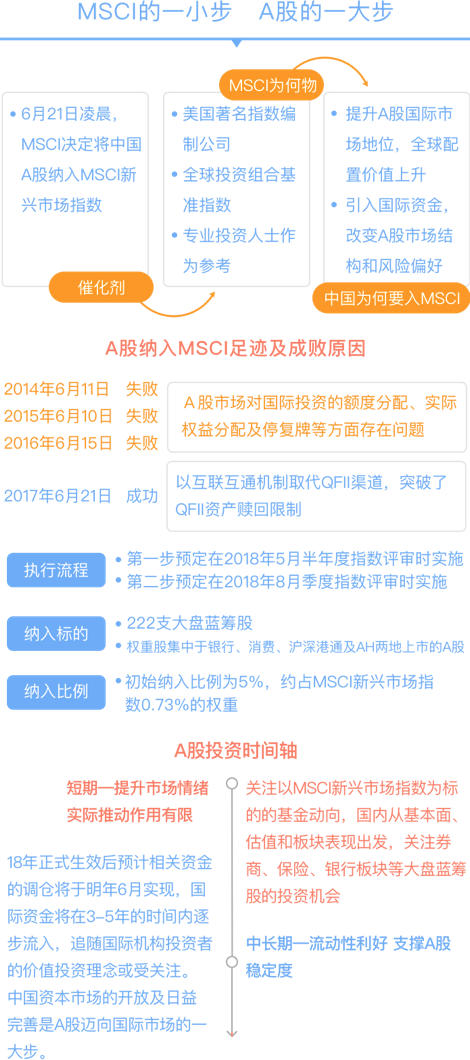 MSCI的一小步 A股的一大步
6月21日凌晨，
MSCI决定将中国
A股纳入MSCI新
兴市场指数
催化剂
MSCI为何物
美国著名指数编
制公司
全球投资组合基
准指数
专业投资人士作
为参考
提升A股国际市
场地位，全球配
置价值上升
引入国际资金，
改变A股市场结
构和风险偏好
中国为何要入MSCI
A股纳入MSCI足迹及成败原因
2014年6月11日 失败
2015年6月10日 失败
2016年6月15日 失败
A股市场对国际投资的额度分配、实际
权益分配及停复牌等方面存在问题
2017年6月21日 成功
以互联互通机制取代QFII渠道，突破了
QFII资产赎回限制
执行流程
第一步预定在2018年5月半年度指数评审时实施
第二步预定在2018年8月季度指数评审时实施
纳入标的
222支大盘蓝筹股
权重股集中于银行、消费、沪深港通及AH两地上市的A股
纳入比例
初始纳入比例为5%，约占MSCI新兴市场指
数0.73%的权重
A股投资时间轴
短期—提升市场情绪
实际推动作用有限
关注以MSCI新兴市场指数为标
的的基金动向，国内从基本面、
估值和板块表现出发，关注券
商、保险、银行板块等大盘蓝筹
股的投资机会
18年正式生效后预计相关资金
的调仓将于明年6月实现，国
际资金将在3-5年的时间内逐
步流入，追随国际机构投资者
的价值投资理念或受关注。
中国资本市场的开放及日益
完善是A股迈向国际市场的一
大步。
中长期—流动性利好 支撑A股
稳定度